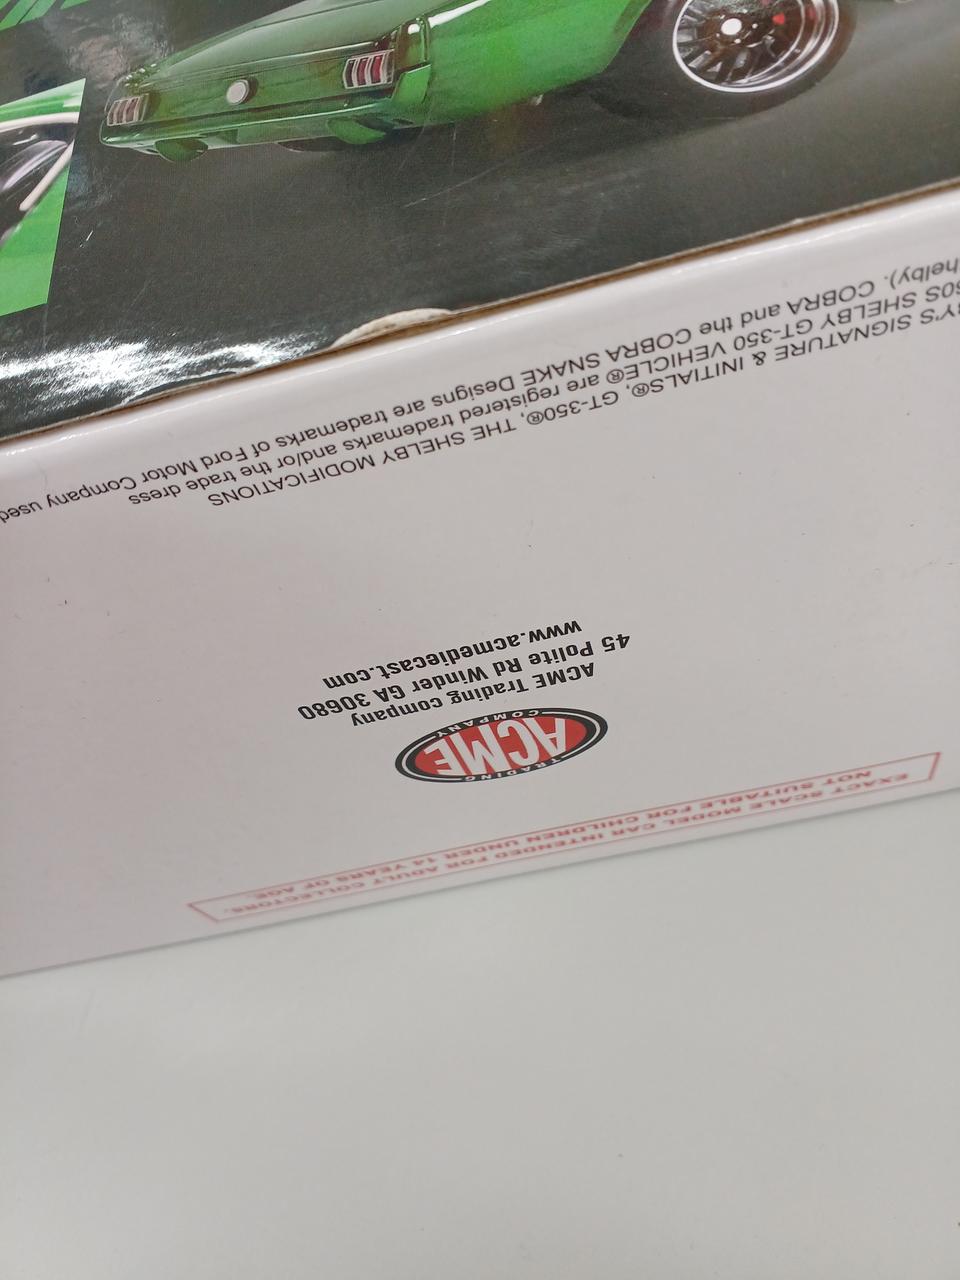 EXACT SCALE MODEL CAR INTENDED FOR ADULT COLLECTORS.
NOT SUITABLE FOR CHILDREN UNDER 14 YEARS OF AGE.
TRADING
ACME
COMPANY
ACME Trading company
45 Polite Rd Winder GA 30680
www.acmediecast.com
Y'S SIGNATURE & INITIALS®, GT-350®, THE SHELBY MODIFICATIONS
60S SHELBY GT-350 VEHICLE® are registered trademarks and/or the trade dress
helby). COBRA and the COBRA SNAKE Designs are trademarks of Ford Motor Company used